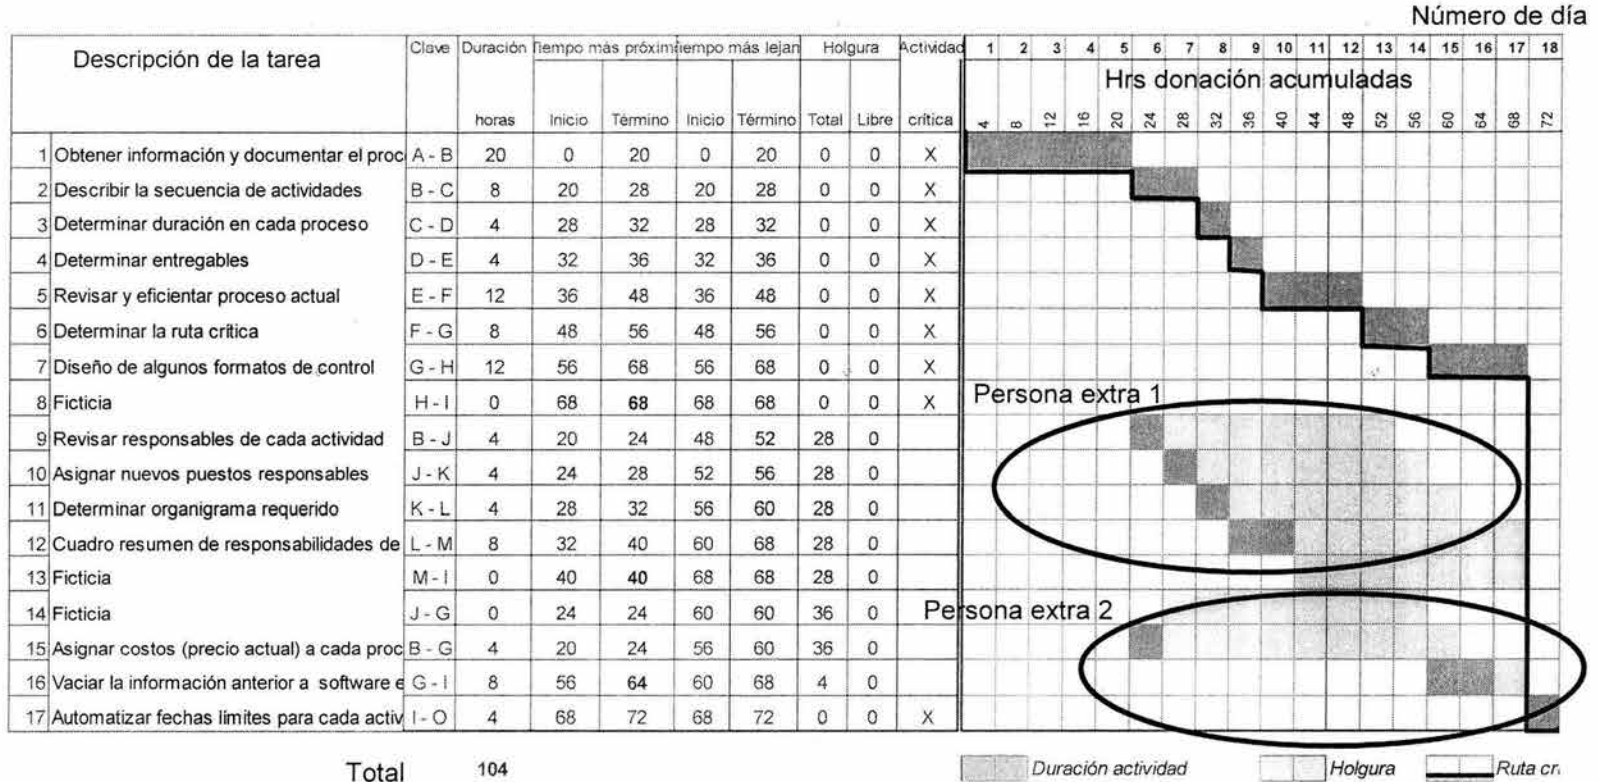 Número de día
Descripción de la tarea Clave Duración Tiempo más próxim Tiempo más lejan Holgura Actividad 1 2 3 4 5 6 7 8 9 10 11 12 13 14 15 16 17 18
Hrs donación acumuladas
horas Inicio Término Inicio Término Total Libre crítica 4 8 12 16 20 24 28 32 36 40 44 48 52 56 60 64 68 72
1 Obtener información y documentar el proc A - B 20 0 20 0 20 0 0 X
2 Describir la secuencia de actividades B - C 8 20 28 20 28 0 0 X
3 Determinar duración en cada proceso C - D 4 28 32 28 32 0 0 X
4 Determinar entregables D - E 4 32 36 32 36 0 0 X
5 Revisar y eficientar proceso actual E - F 12 36 48 36 48 0 0 X
6 Determinar la ruta crítica F - G 8 48 56 48 56 0 0 X
7 Diseño de algunos formatos de control G - H 12 56 68 56 68 0 0 X
8 Ficticia H - I 0 68 68 68 68 0 0 X Persona extra 1
9 Revisar responsables de cada actividad B - J 4 20 24 48 52 28 0
10 Asignar nuevos puestos responsables J - K 4 24 28 52 56 28 0
11 Determinar organigrama requerido K - L 4 28 32 56 60 28 0
12 Cuadro resumen de responsabilidades de L - M 8 32 40 60 68 28 0
13 Ficticia M - I 0 40 40 68 68 28 0
14 Ficticia J - G 0 24 24 60 60 36 0 Persona extra 2
15 Asignar costos (precio actual) a cada proc B - G 4 20 24 56 60 36 0
16 Vaciar la información anterior a software e G - I 8 56 64 60 68 4 0
17 Automatizar fechas limites para cada activ I - O 4 68 72 68 72 0 0 X
Total 104 Duración actividad Holgura Ruta cr